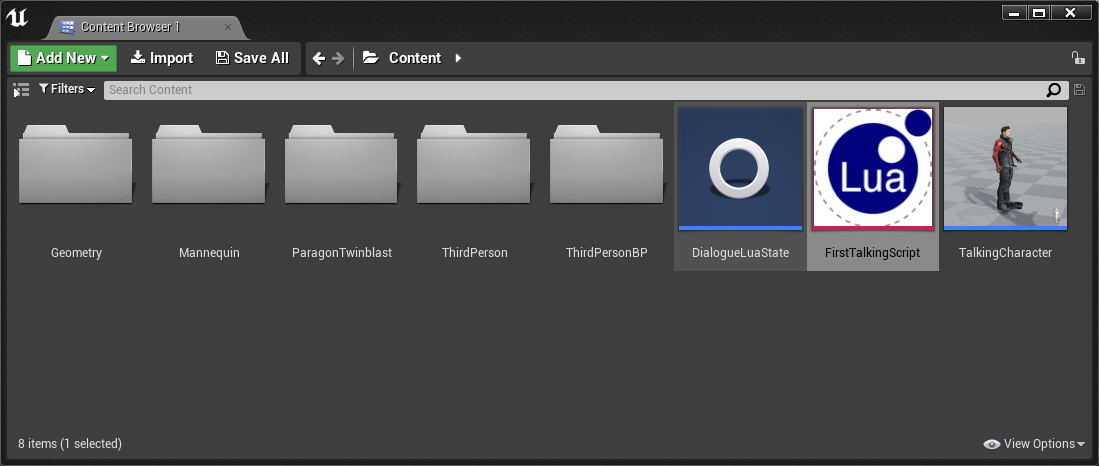 Content Browser 1
Add New Import Save All Content
Filters Search Content
Lua
Geometry Mannequin ParagonTwinblast ThirdPerson ThirdPersonBP DialogueLuaState FirstTalkingScript TalkingCharacter
8 items (1 selected) View Options